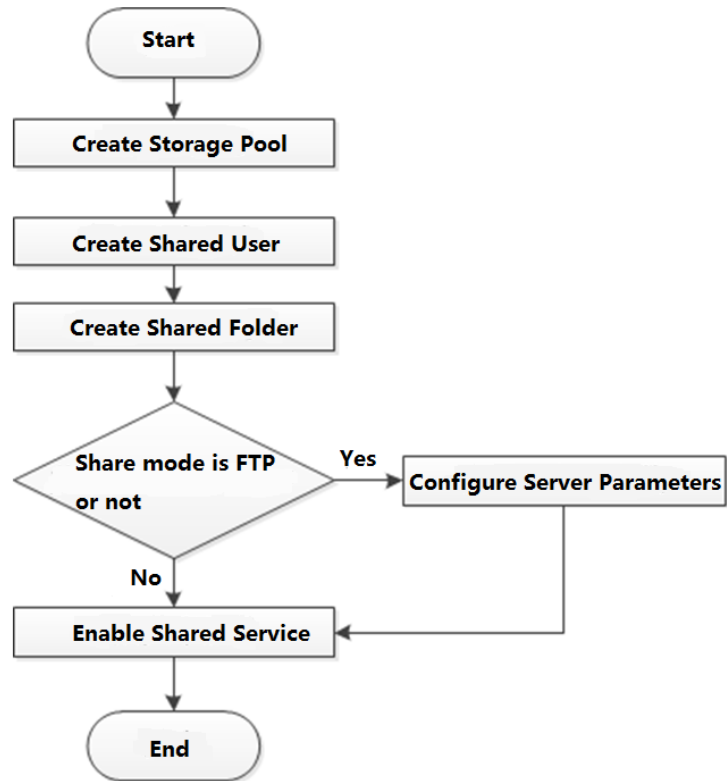 Start
Create Storage Pool
Create Shared User
Create Shared Folder
Share mode is FTP
or not
Yes
Configure Server Parameters
No
Enable Shared Service
End